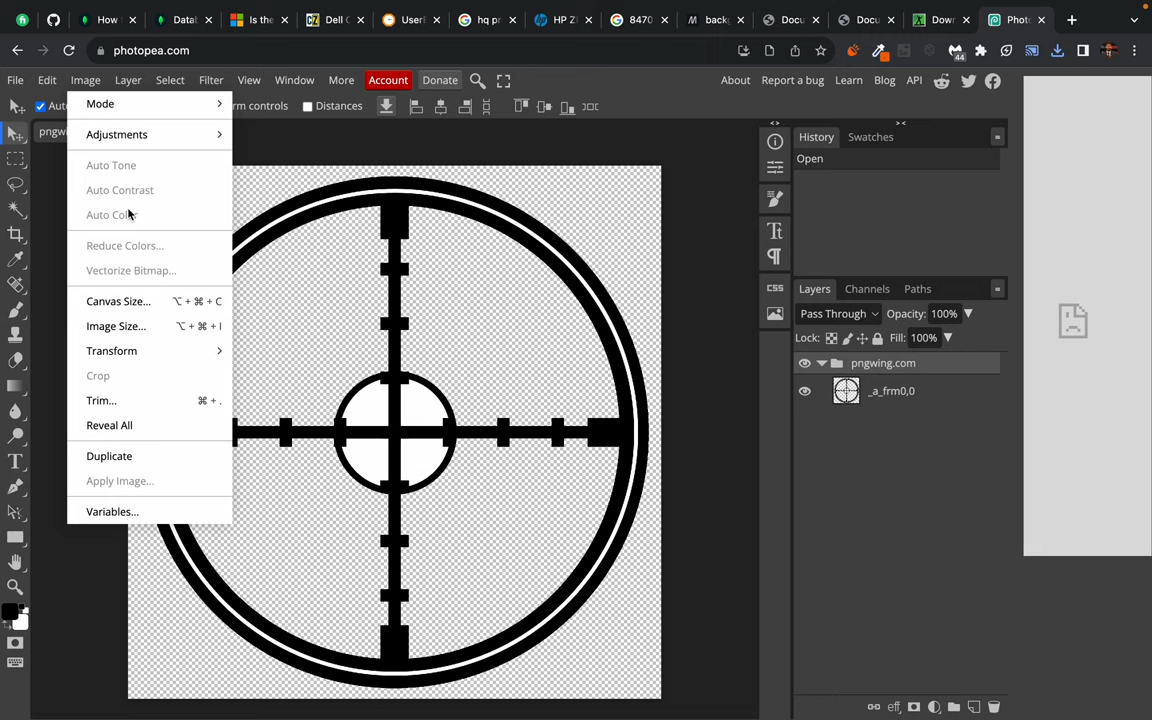 How
Datab
Is the
Dell C
UserE
hq pr
HP Z
8470
backg
Docu
Docu
Down
Photo
photopea.com
44
File Edit Image Layer Select Filter View Window More Account Donate
About Report a bug Learn Blog API
Distances
pngwi
Mode
Adjustments
Auto Tone
Auto Contrast
Auto Color
Reduce Colors...
Vectorize Bitmap...
Canvas Size... ⌥ + ⌘ + C
Image Size... ⌥ + ⌘ + I
Transform
Crop
Trim... ⌘ + .
Reveal All
Duplicate
Apply Image...
Variables...
< > > <
History Swatches
Open
CSS
Layers Channels Paths
Pass Through Opacity: 100%
Lock: Fill: 100%
pngwing.com
_a_frm0,0
eff